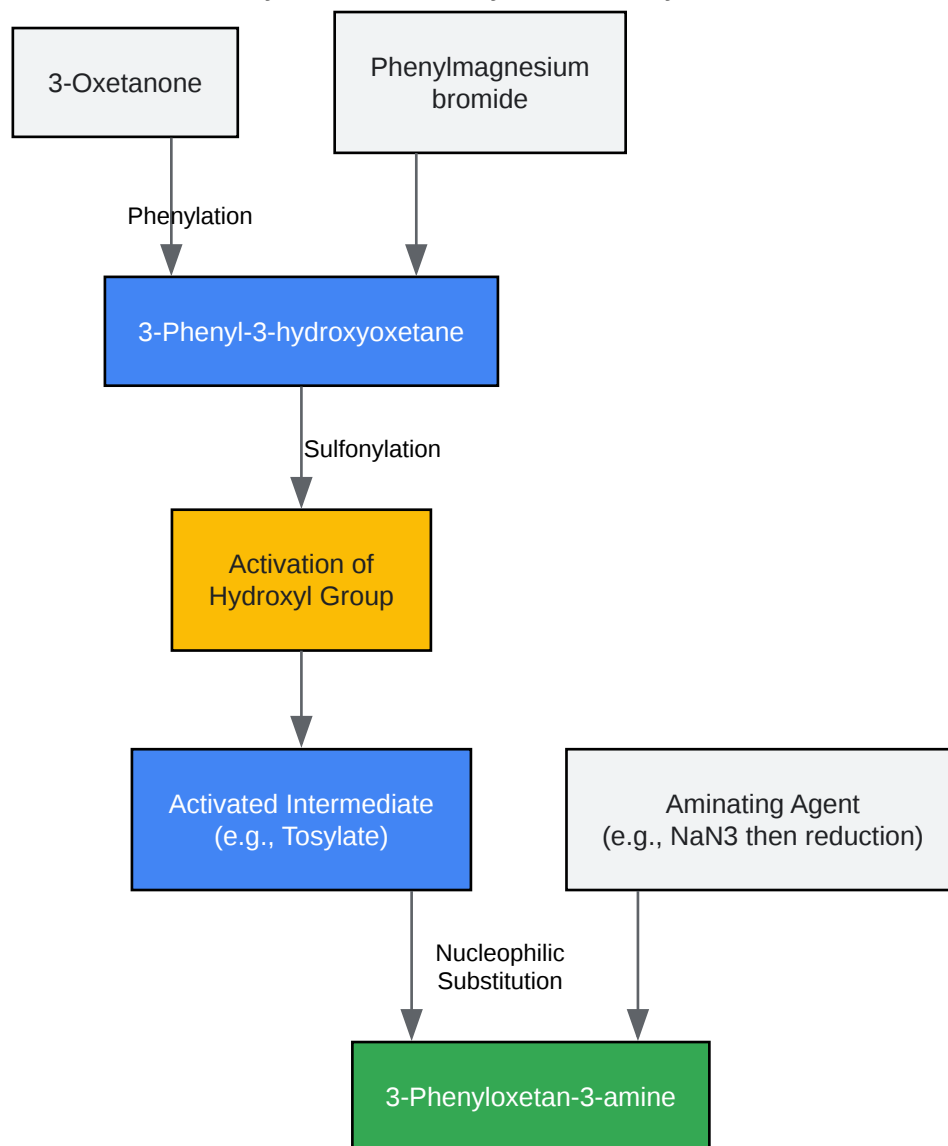 3-Oxetanone
Phenylmagnesium
bromide
Phenylation
3-Phenyl-3-hydroxyoxetane
Sulfonylation
Activation of
Hydroxyl Group
Activated Intermediate
(e.g., Tosylate)
Aminating Agent
(e.g., NaN3 then reduction)
Nucleophilic
Substitution
3-Phenyloxetan-3-amine